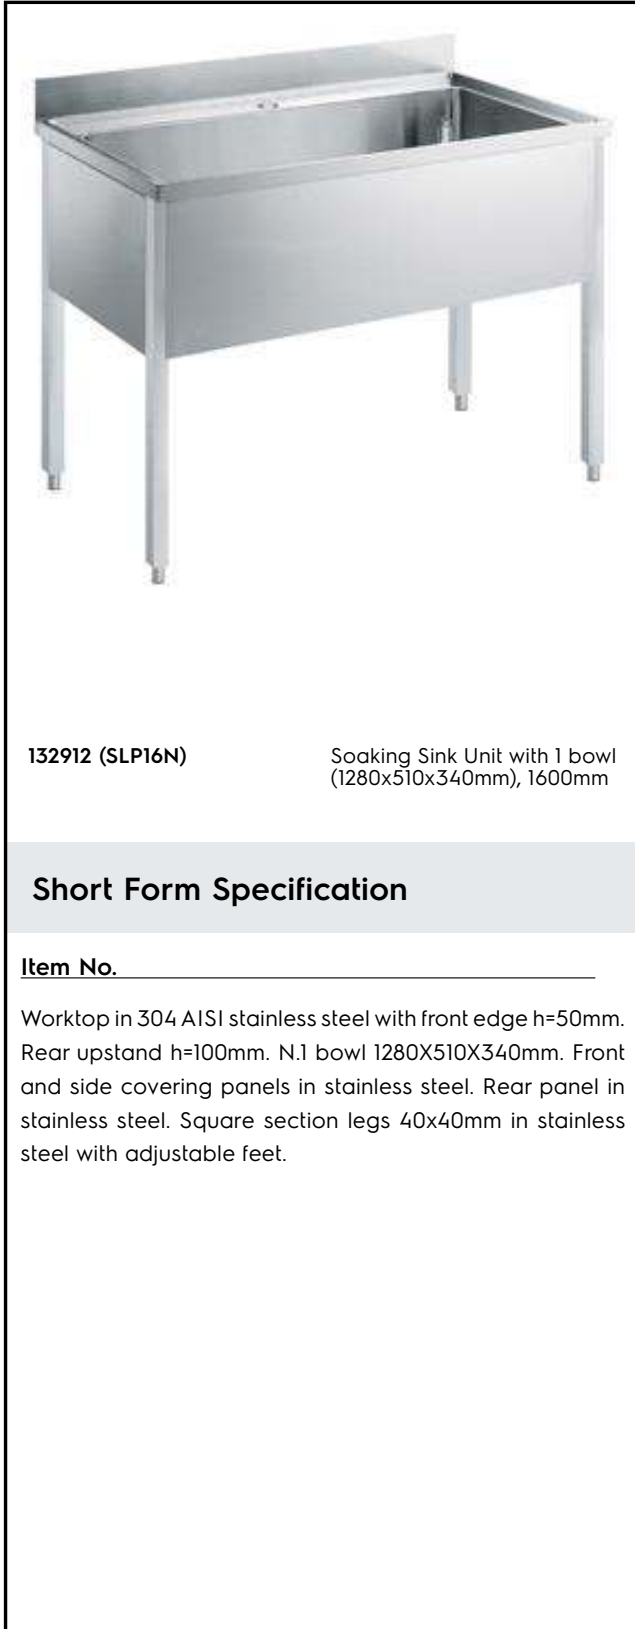 132912 (SLP16N)
Soaking Sink Unit with 1 bowl
(1280x510x340mm), 1600mm
Short Form Specification
Item No.
Worktop in 304 AISI stainless steel with front edge h=50mm.
Rear upstand h=100mm. N.1 bowl 1280X510X340mm. Front
and side covering panels in stainless steel. Rear panel in
stainless steel. Square section legs 40x40mm in stainless
steel with adjustable feet.